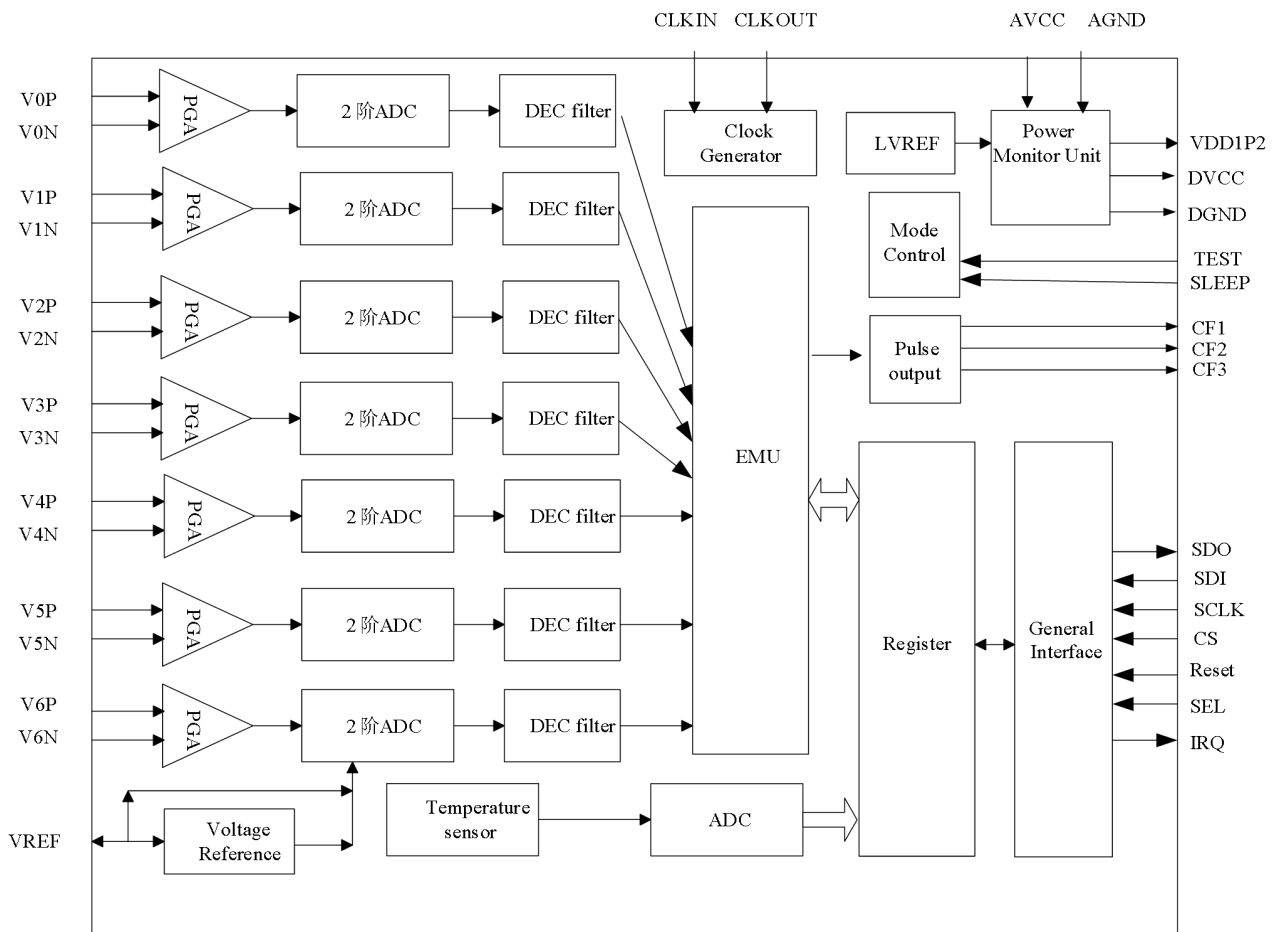 CLKIN CLKOUT AVCC AGND
V0P
V0N
PGA
2 阶ADC
DEC filter
Clock
Generator
LVREF
Power
Monitor Unit
VDD1P2
DVCC
DGND
V1P
V1N
PGA
2 阶ADC
DEC filter
Mode
Control
TEST
SLEEP
V2P
V2N
PGA
2 阶ADC
DEC filter
Pulse
output
CF1
CF2
CF3
V3P
V3N
PGA
2 阶ADC
DEC filter
EMU
V4P
V4N
PGA
2 阶ADC
DEC filter
V5P
V5N
PGA
2 阶ADC
DEC filter
Register
General
Interface
SDO
SDI
SCLK
CS
Reset
SEL
IRQ
V6P
V6N
PGA
2 阶ADC
DEC filter
VREF
Voltage
Reference
Temperature
sensor
ADC